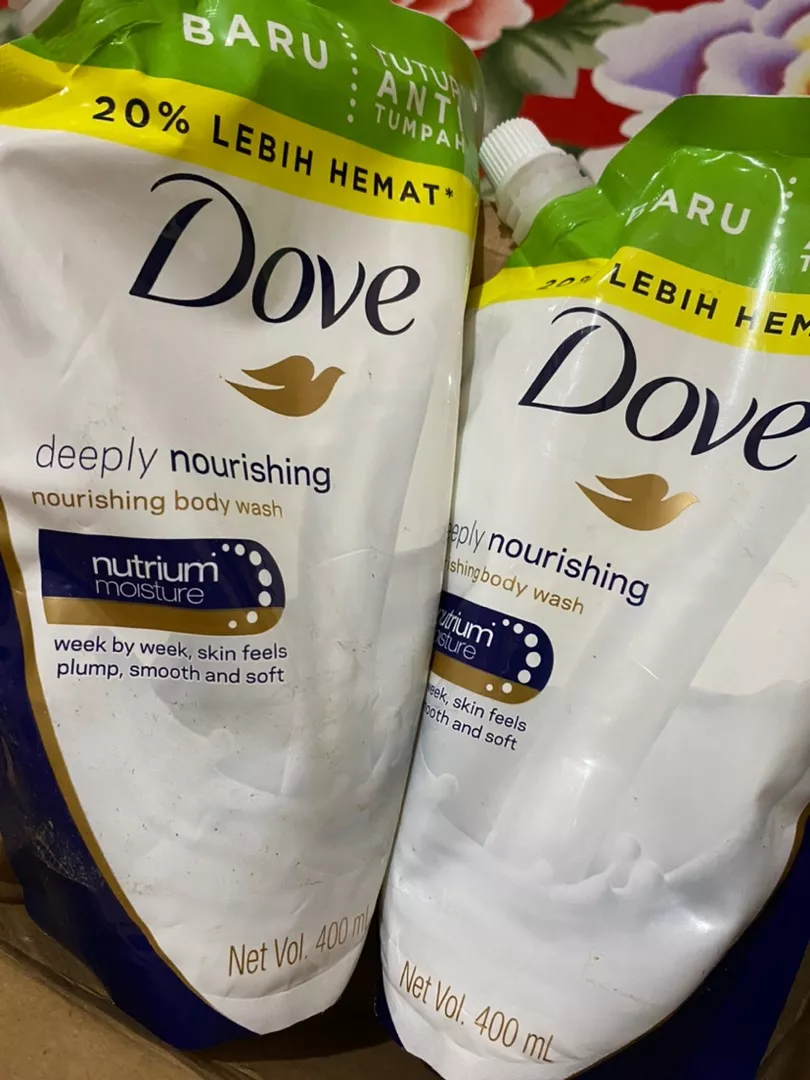 BARU
TUTUP
ANTI
TUMPAH
20% LEBIH HEMAT*
Dove
deeply nourishing
nourishing body wash
nutrium
moisture
week by week, skin feels
plump, smooth and soft
Net Vol. 400 mL
BARU
20% LEBIH HEM
Dove
eply nourishing
ishing body wash
utrium
isture
eek, skin feels
ooth and soft
Net Vol. 400 mL